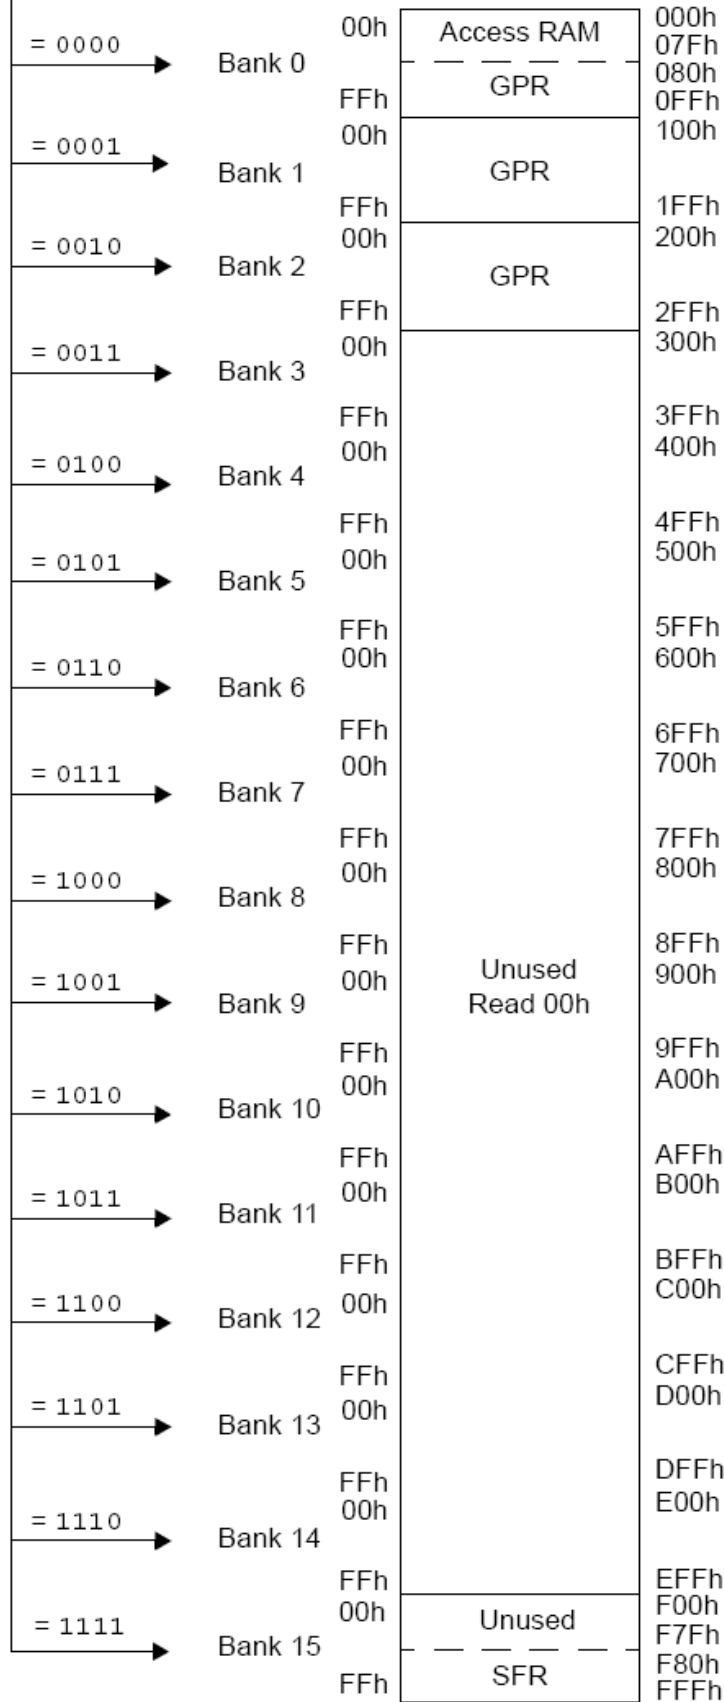 00h Access RAM 000h
= 0000 07Fh
Bank 0 080h
FFh GPR 0FFh
00h 100h
= 0001
Bank 1 GPR
FFh 1FFh
00h 200h
= 0010
Bank 2 GPR
FFh 2FFh
00h 300h
= 0011
Bank 3
FFh 3FFh
00h 400h
= 0100
Bank 4
FFh 4FFh
00h 500h
= 0101
Bank 5
FFh 5FFh
00h 600h
= 0110
Bank 6
FFh 6FFh
00h 700h
= 0111
Bank 7
FFh 7FFh
00h 800h
= 1000
Bank 8
FFh 8FFh
= 1001 00h Unused 900h
Bank 9 Read 00h
FFh 9FFh
00h A00h
= 1010
Bank 10
FFh AFFh
00h B00h
= 1011
Bank 11
FFh BFFh
00h C00h
= 1100
Bank 12
FFh CFFh
00h D00h
= 1101
Bank 13
FFh DFFh
00h E00h
= 1110
Bank 14
FFh EFFh
00h F00h
= 1111 Unused F7Fh
Bank 15 F80h
FFh SFR FFFh